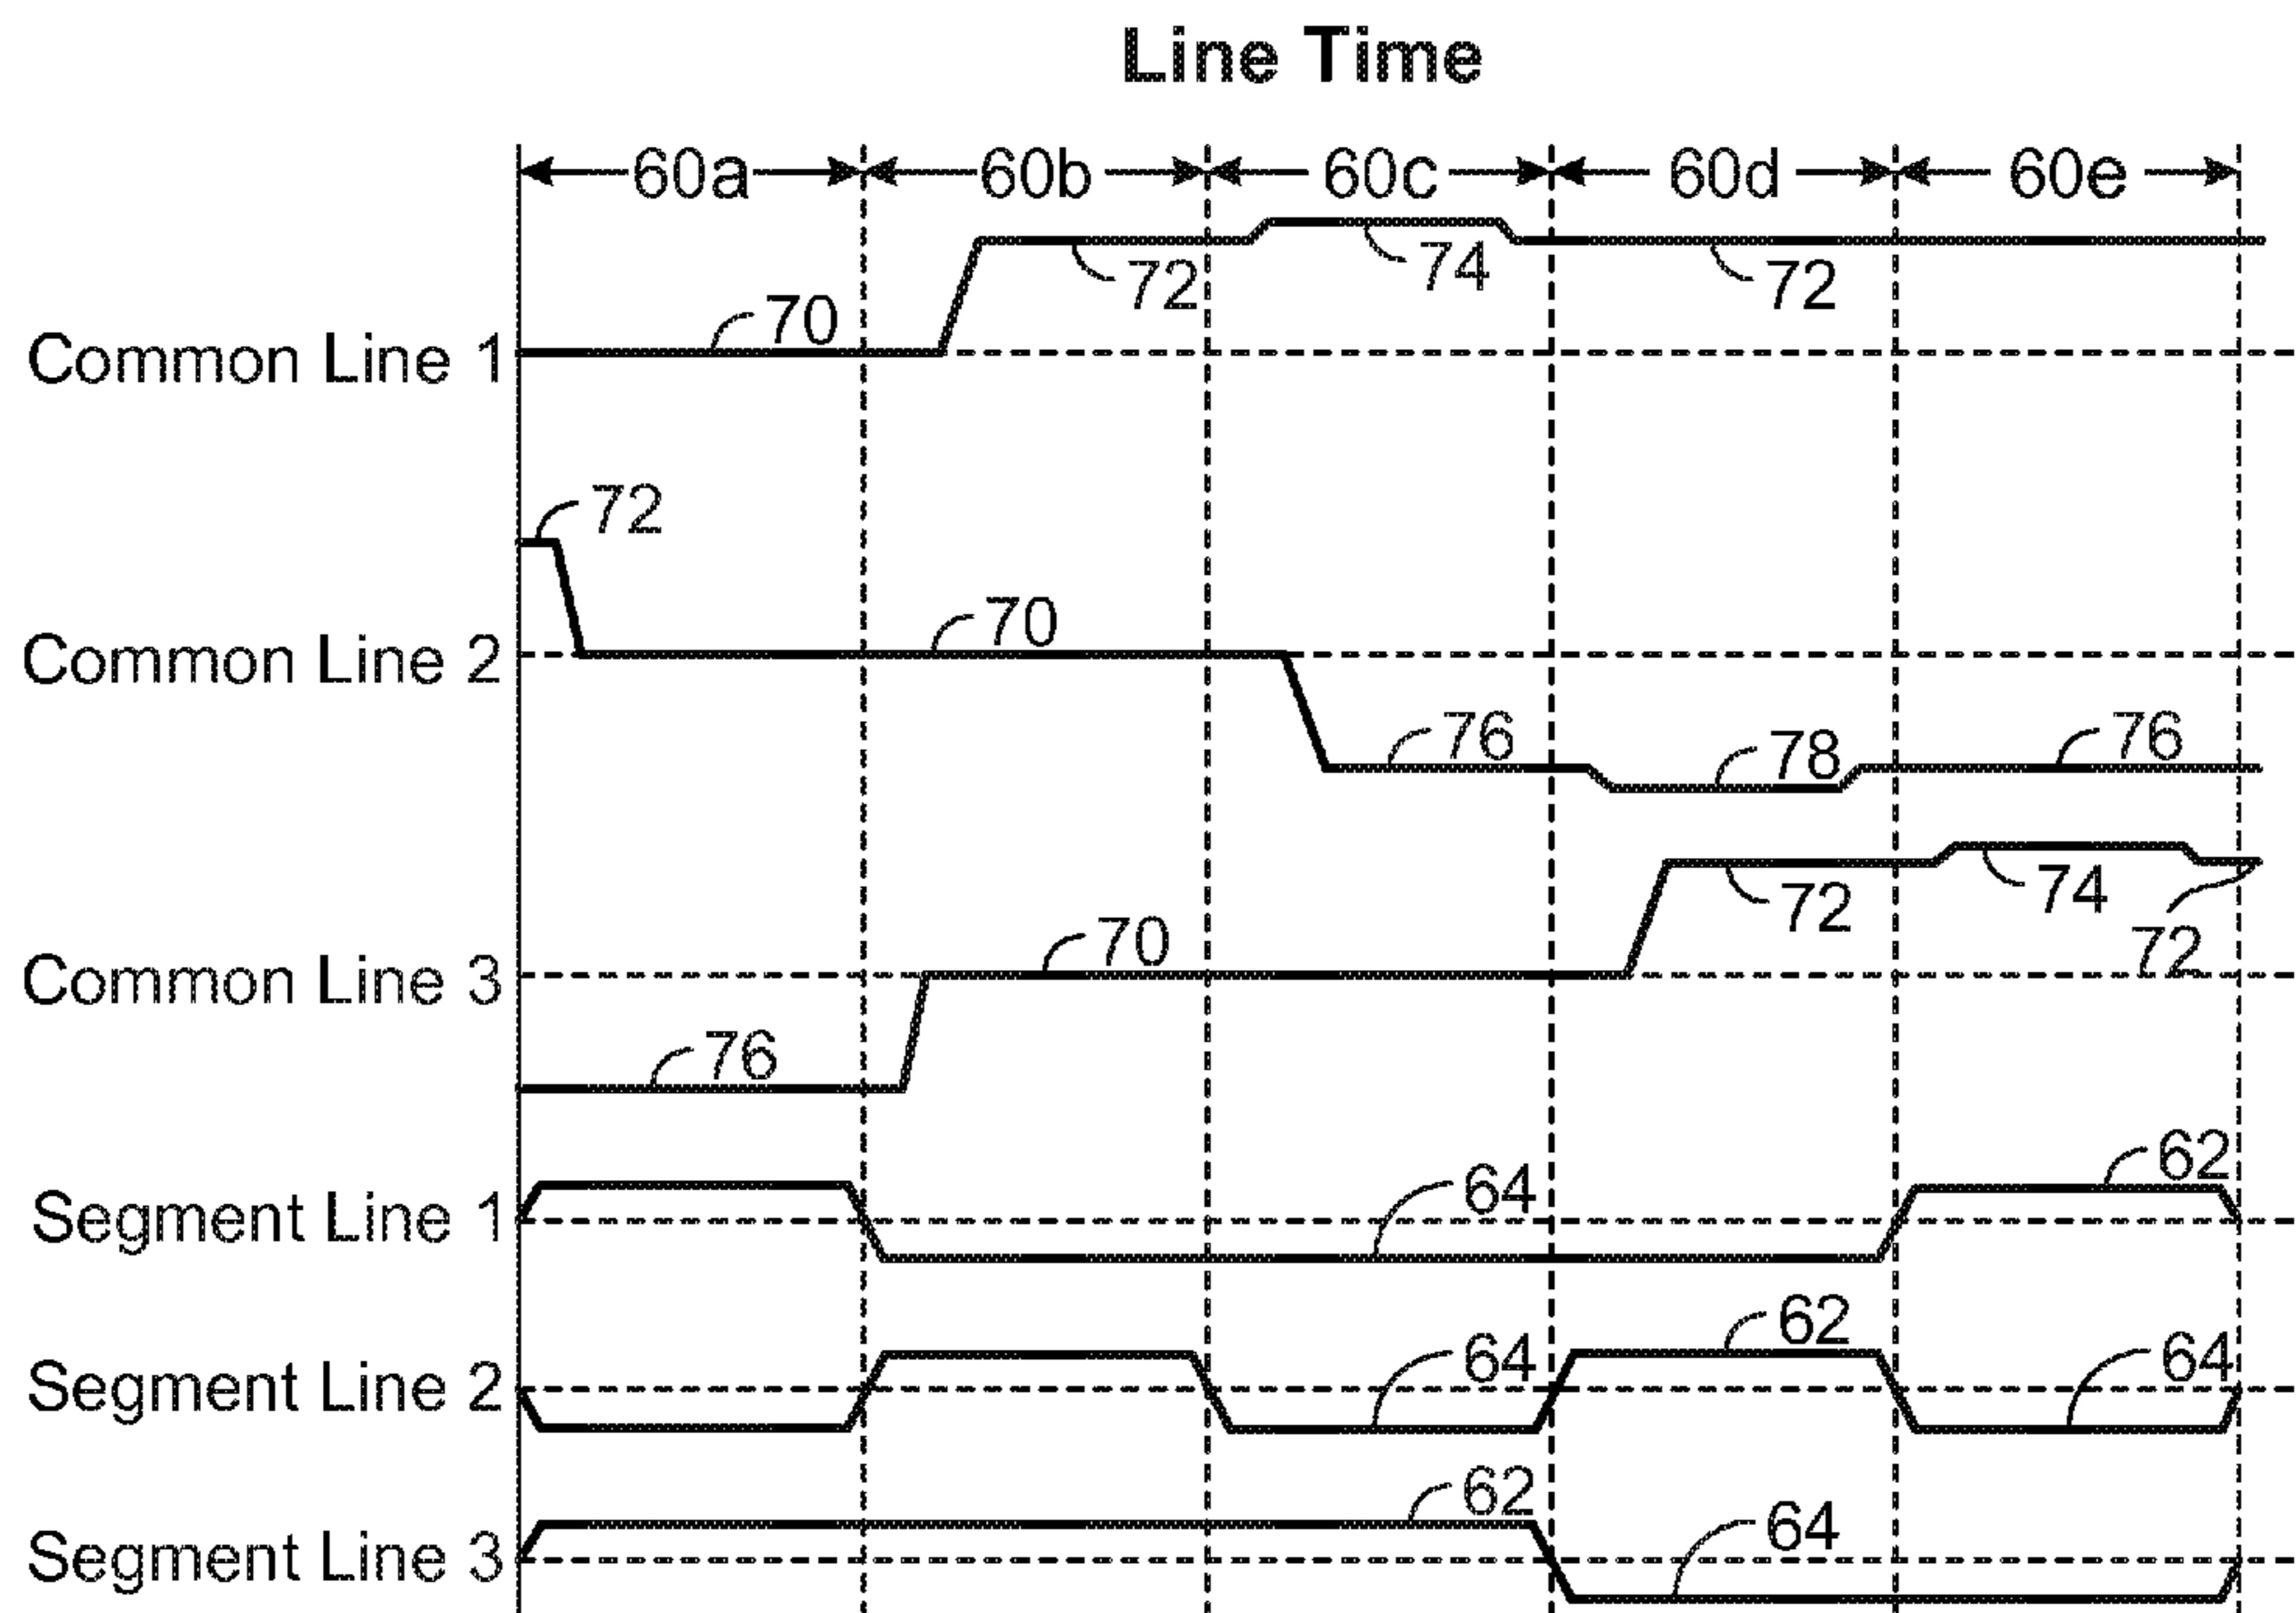 Line Time
60a 60b 60c 60d 60e
72 74 72
70
Common Line 1
72
70
Common Line 2
76 78 76
72 74
70 72
Common Line 3
76
62
64
Segment Line 1
62
64 64
Segment Line 2
62
64
Segment Line 3